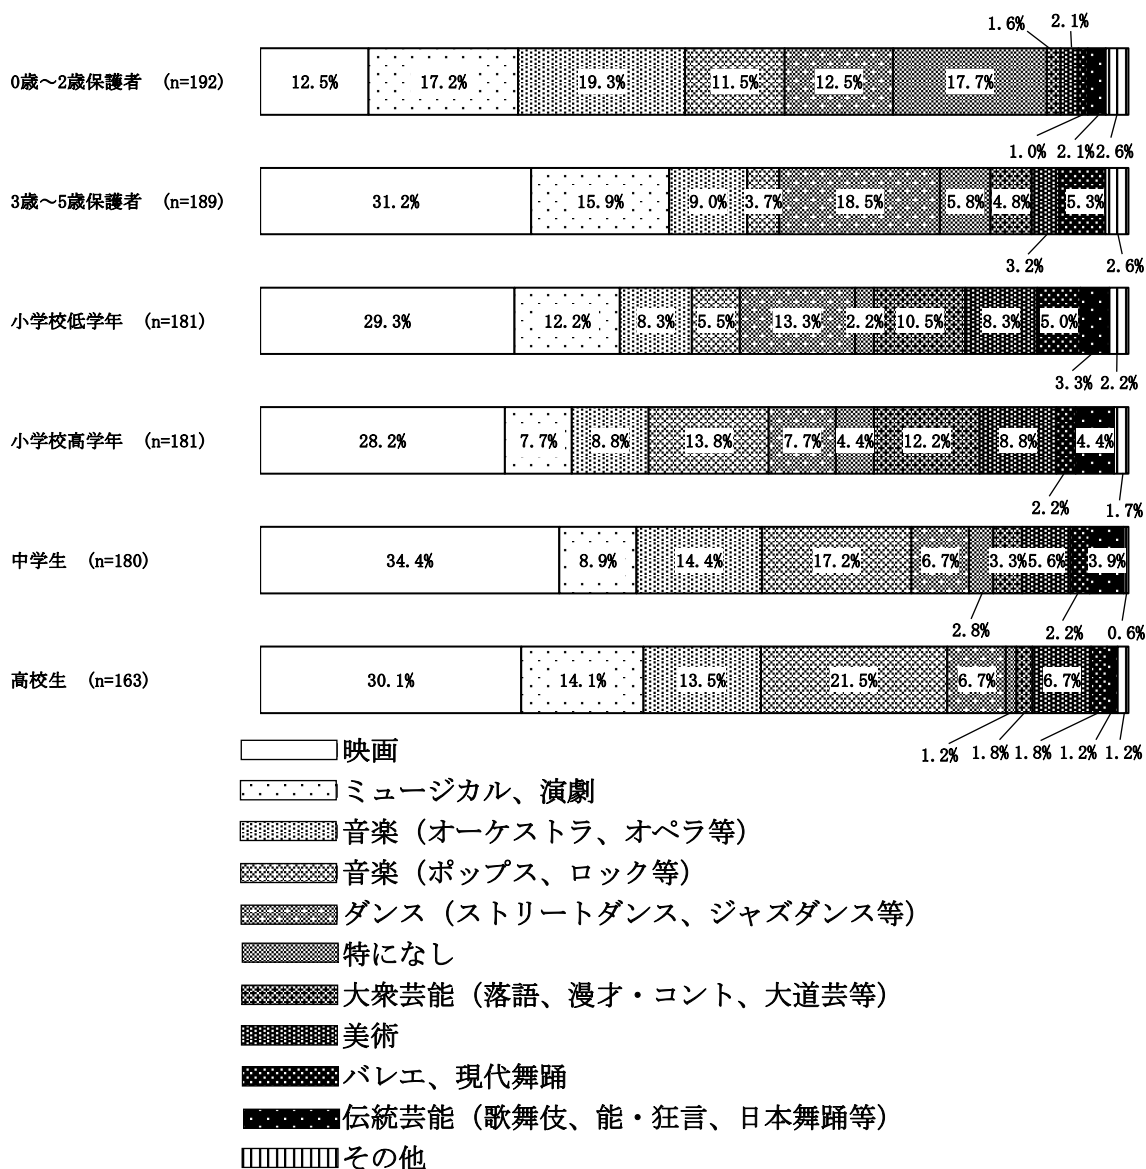 1.6% 2.1%
0歳～2歳保護者 (n=192) 12.5% 17.2% 19.3% 11.5% 12.5% 17.7%
1.0% 2.1% 2.6%
3歳～5歳保護者 (n=189) 31.2% 15.9% 9.0% 3.7% 18.5% 5.8% 4.8% 5.3%
3.2% 2.6%
小学校低学年 (n=181) 29.3% 12.2% 8.3% 5.5% 13.3% 2.2% 10.5% 8.3% 5.0%
3.3% 2.2%
小学校高学年 (n=181) 28.2% 7.7% 8.8% 13.8% 7.7% 4.4% 12.2% 8.8% 4.4%
2.2% 1.7%
中学生 (n=180) 34.4% 8.9% 14.4% 17.2% 6.7% 3.3% 5.6% 3.9%
2.8% 2.2% 0.6%
高校生 (n=163) 30.1% 14.1% 13.5% 21.5% 6.7% 6.7%
1.2% 1.8% 1.8% 1.2% 1.2%
映画
ミュージカル、演劇
音楽（オーケストラ、オペラ等）
音楽（ポップス、ロック等）
ダンス（ストリートダンス、ジャズダンス等）
特になし
大衆芸能（落語、漫才・コント、大道芸等）
美術
バレエ、現代舞踊
伝統芸能（歌舞伎、能・狂言、日本舞踊等）
その他